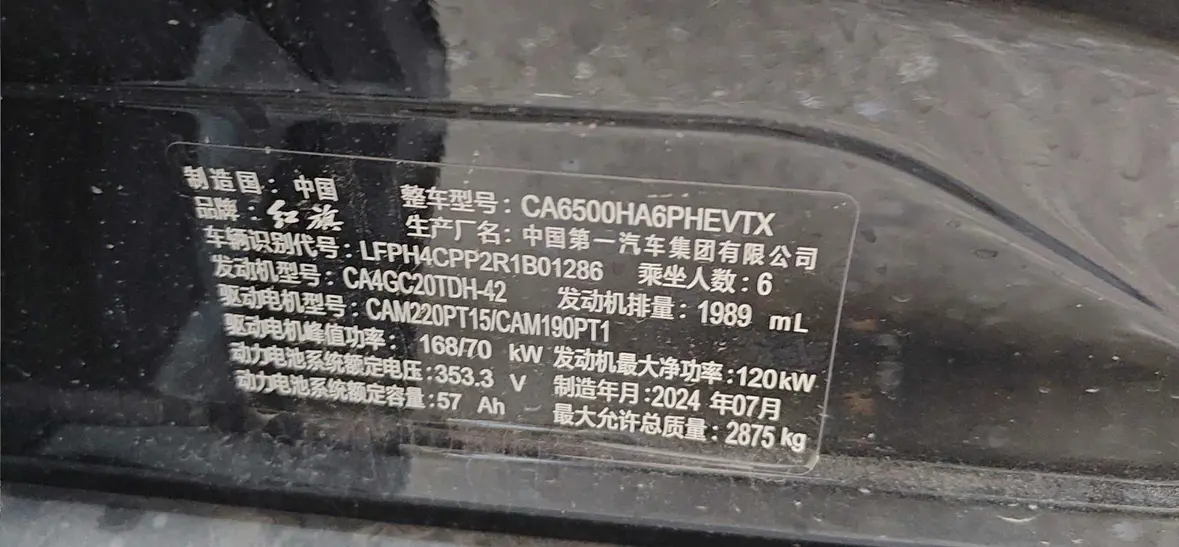 制造国：中国 整车型号：CA6500HA6PHEVTX
品牌：红旗 生产厂名：中国第一汽车集团有限公司
车辆识别代号：LFPH4CPP2R1B01286 乘坐人数：6
发动机型号：CA4GC20TDH-42 发动机排量：1989 mL
驱动电机型号：CAM220PT15/CAM190PT1
驱动电机峰值功率：168/70 kW 发动机最大净功率：120kW
动力电池系统额定电压：353.3 V 制造年月：2024 年07月
动力电池系统额定容量：57 Ah 最大允许总质量：2875 kg